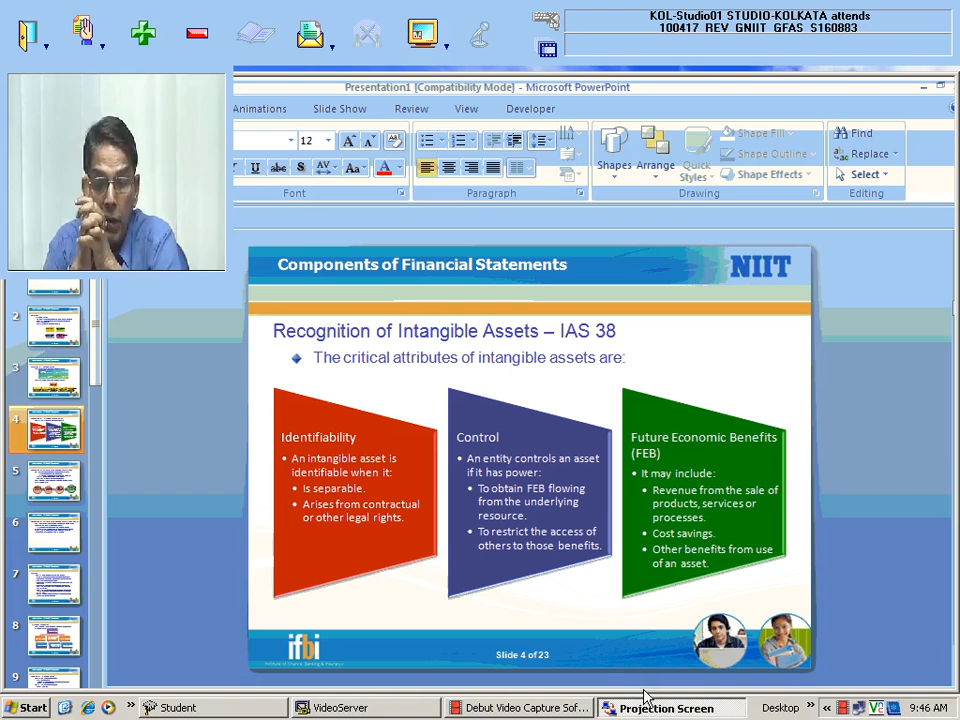 KOL-Studio01 STUDIO-KOLKATA attends
100417_REV_GNIIT_GFAS_S160883
Presentation1 [Compatibility Mode] - Microsoft PowerPoint
Animations Slide Show Review View Developer
12
Find
Replace
Select
Shapes Arrange Quick Styles
Shape Fill
Shape Outline
Shape Effects
Font Paragraph Drawing Editing
Components of Financial Statements
NIIT
Recognition of Intangible Assets – IAS 38
The critical attributes of intangible assets are:
Identifiability
• An intangible asset is
identifiable when it:
• Is separable.
• Arises from contractual
or other legal rights.
Control
• An entity controls an asset
if it has power:
• To obtain FEB flowing
from the underlying
resource.
• To restrict the access of
others to those benefits.
Future Economic Benefits
(FEB)
• It may include:
• Revenue from the sale of
products, services or
processes.
• Cost savings.
• Other benefits from use
of an asset.
ifbi
Slide 4 of 23
2
3
4
5
6
7
8
9
Start
Student
VideoServer
Debut Video Capture Sof...
Projection Screen
Desktop
9:46 AM